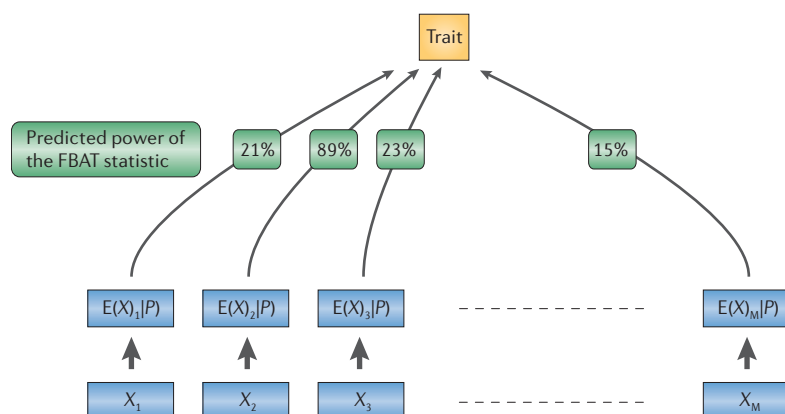 Trait
Predicted power of
the FBAT statistic
21%
89%
23%
15%
E(X)₁|P)
E(X)₂|P)
E(X)₃|P)
E(X)M|P)
X₁
X₂
X₃
XM